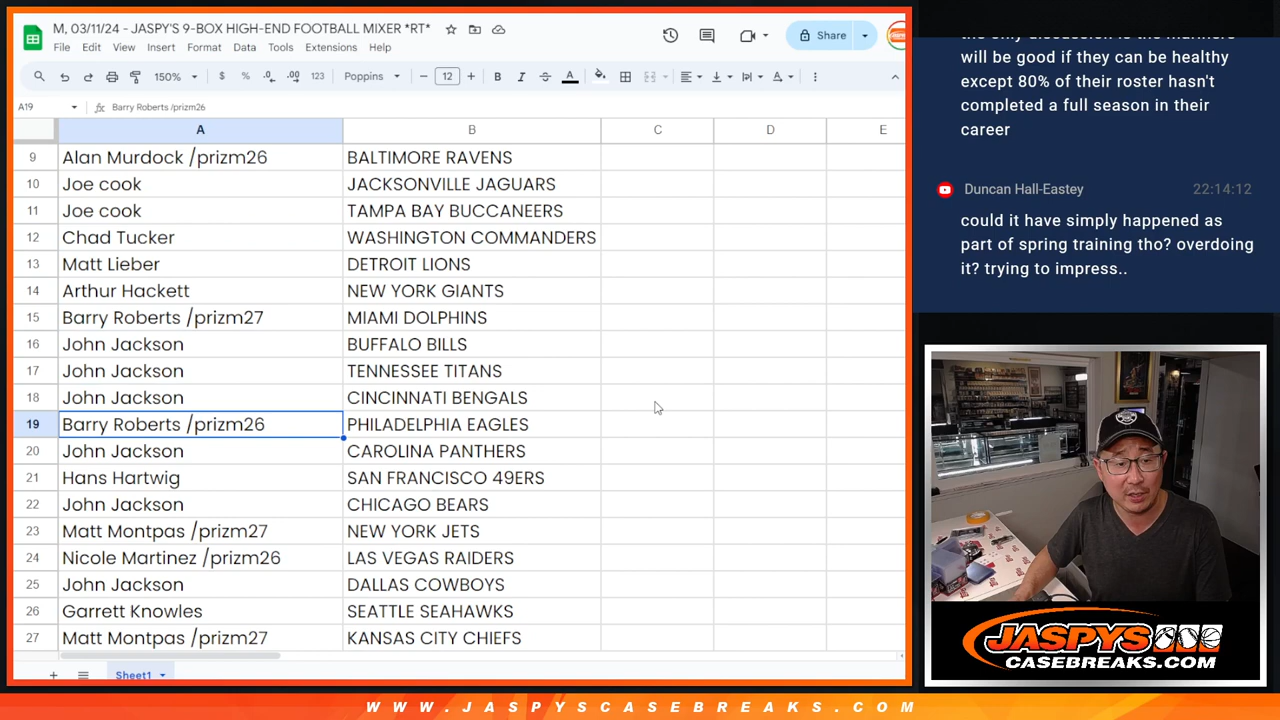 M, 03/11/24 - JASPY'S 9-BOX HIGH-END FOOTBALL MIXER *RT*
File Edit View Insert Format Data Tools Extensions Help
Share
150% $ % .0 .00 123 Poppins 12 B I A
A19 fx Barry Roberts /prizm26
A B C D E
9 Alan Murdock /prizm26 BALTIMORE RAVENS
10 Joe cook JACKSONVILLE JAGUARS
11 Joe cook TAMPA BAY BUCCANEERS
12 Chad Tucker WASHINGTON COMMANDERS
13 Matt Lieber DETROIT LIONS
14 Arthur Hackett NEW YORK GIANTS
15 Barry Roberts /prizm27 MIAMI DOLPHINS
16 John Jackson BUFFALO BILLS
17 John Jackson TENNESSEE TITANS
18 John Jackson CINCINNATI BENGALS
19 Barry Roberts /prizm26 PHILADELPHIA EAGLES
20 John Jackson CAROLINA PANTHERS
21 Hans Hartwig SAN FRANCISCO 49ERS
22 John Jackson CHICAGO BEARS
23 Matt Montpas /prizm27 NEW YORK JETS
24 Nicole Martinez /prizm26 LAS VEGAS RAIDERS
25 John Jackson DALLAS COWBOYS
26 Garrett Knowles SEATTLE SEAHAWKS
27 Matt Montpas /prizm27 KANSAS CITY CHIEFS
Sheet1
will be good if they can be healthy
except 80% of their roster hasn't
completed a full season in their
career
Duncan Hall-Eastey 22:14:12
could it have simply happened as
part of spring training tho? overdoing
it? trying to impress..
JASPYS
CASEBREAKS.COM
WWW.JASPYSCASEBREAKS.COM